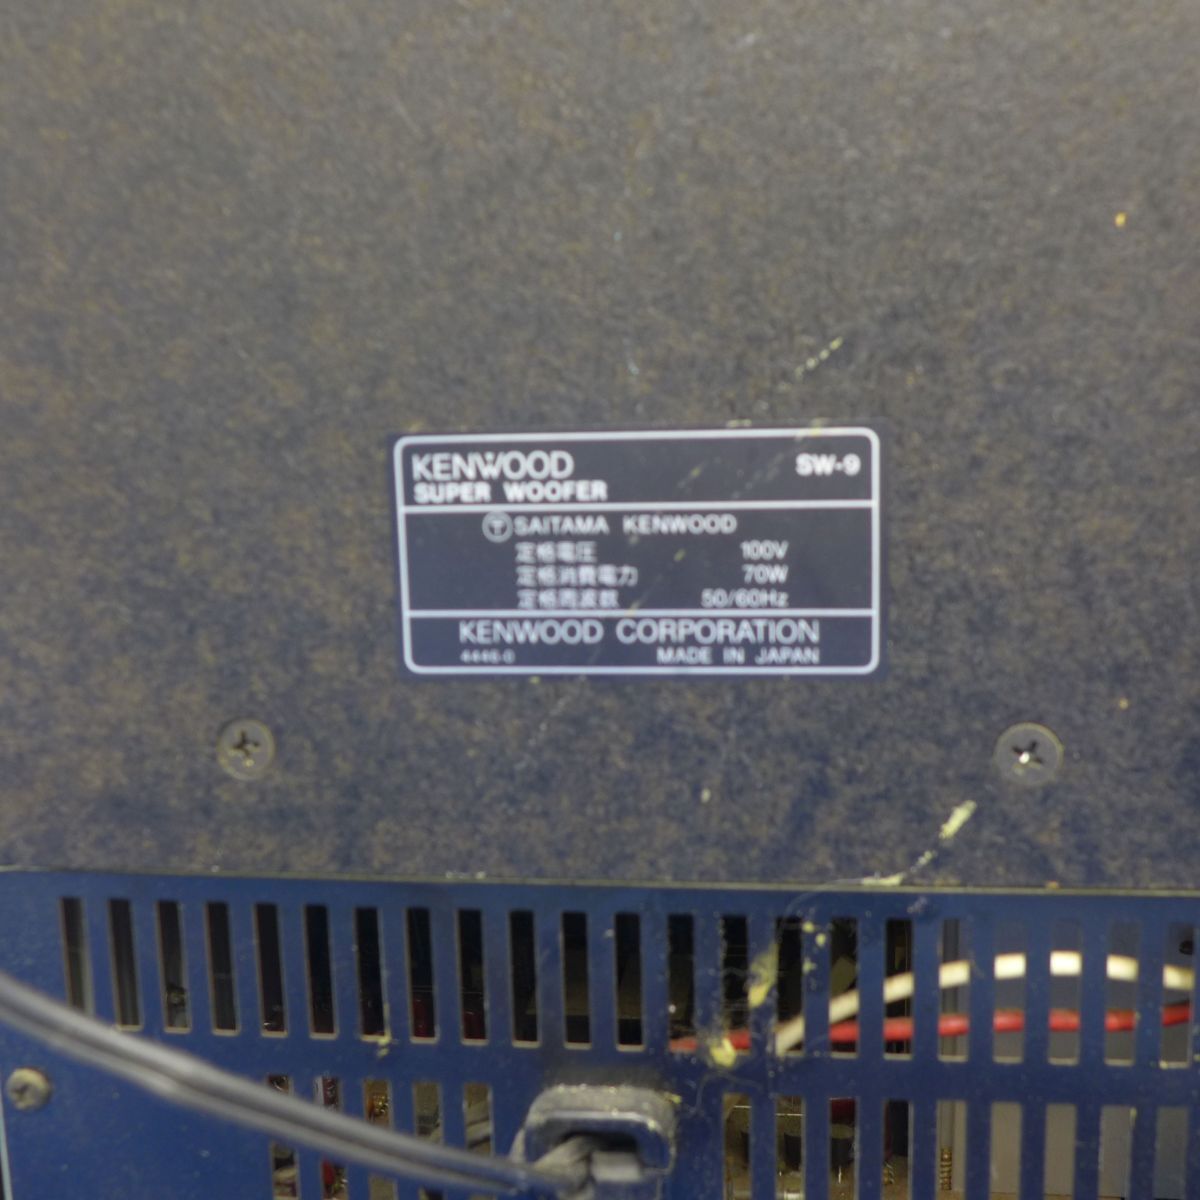 KENWOOD SW-9
SUPER WOOFER
〒 SAITAMA KENWOOD
定格電圧 100V
定格消費電力 70W
定格周波数 50/60Hz
KENWOOD CORPORATION
MADE IN JAPAN